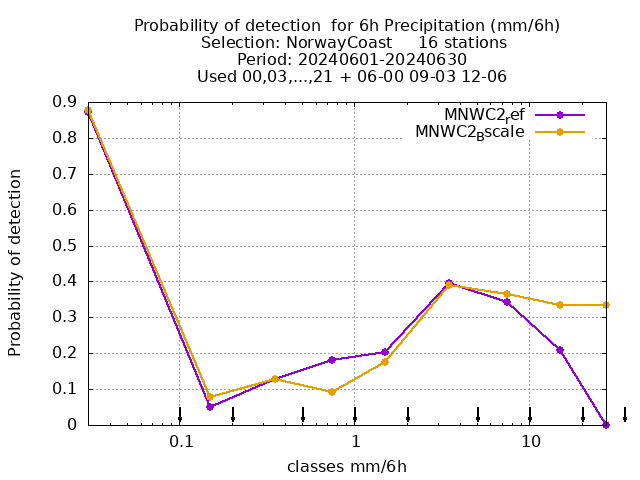 Probability of detection  for 6h Precipitation (mm/6h)
Selection: NorwayCoast     16 stations
Period: 20240601-20240630
Used 00,03,...,21 + 06-00 09-03 12-06
MNWC2ref
MNWC2Bscale
Probability of detection
0.9
0.8
0.7
0.6
0.5
0.4
0.3
0.2
0.1
0
0.1
1
10
classes mm/6h